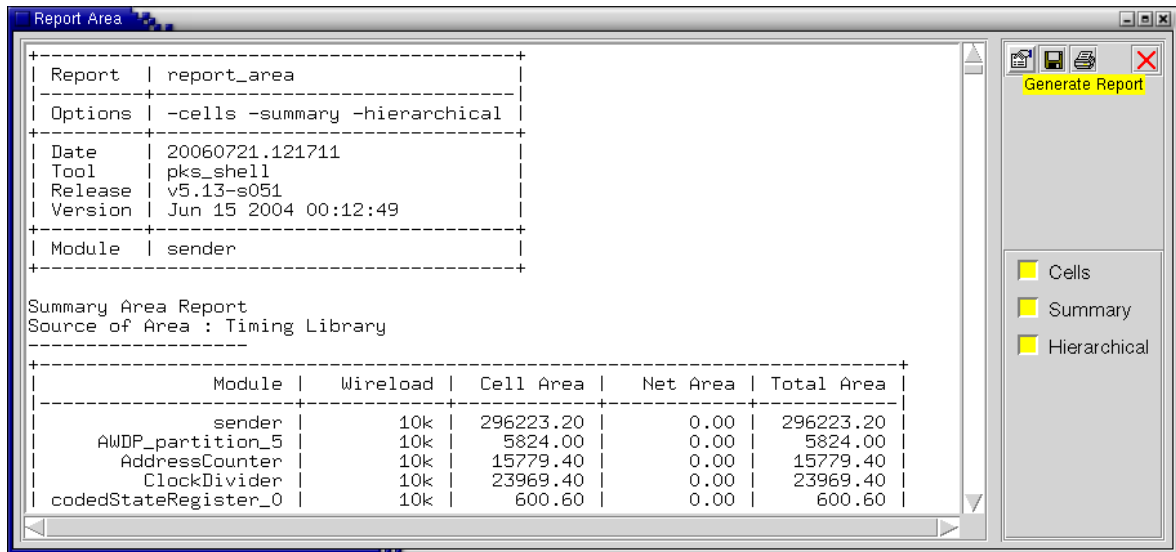 Report Area
+-----------------------------------------+
| Report | report_area |
|---------+-------------------------------|
| Options | -cells -summary -hierarchical |
+---------+-------------------------------+
| Date | 20060721.121711 |
| Tool | pks_shell |
| Release | v5.13-s051 |
| Version | Jun 15 2004 00:12:49 |
+---------+-------------------------------+
| Module | sender |
+-----------------------------------------+
Summary Area Report
Source of Area : Timing Library
-------------------
+---------------------------------------------------------------------------+
| Module | Wireload | Cell Area | Net Area | Total Area |
|----------------------+------------+------------+-----------+------------|
| sender | 10k | 296223.20 | 0.00 | 296223.20 |
| AWDP_partition_5 | 10k | 5824.00 | 0.00 | 5824.00 |
| AddressCounter | 10k | 15779.40 | 0.00 | 15779.40 |
| ClockDivider | 10k | 23969.40 | 0.00 | 23969.40 |
| codedStateRegister_0 | 10k | 600.60 | 0.00 | 600.60 |
Generate Report
Cells
Summary
Hierarchical